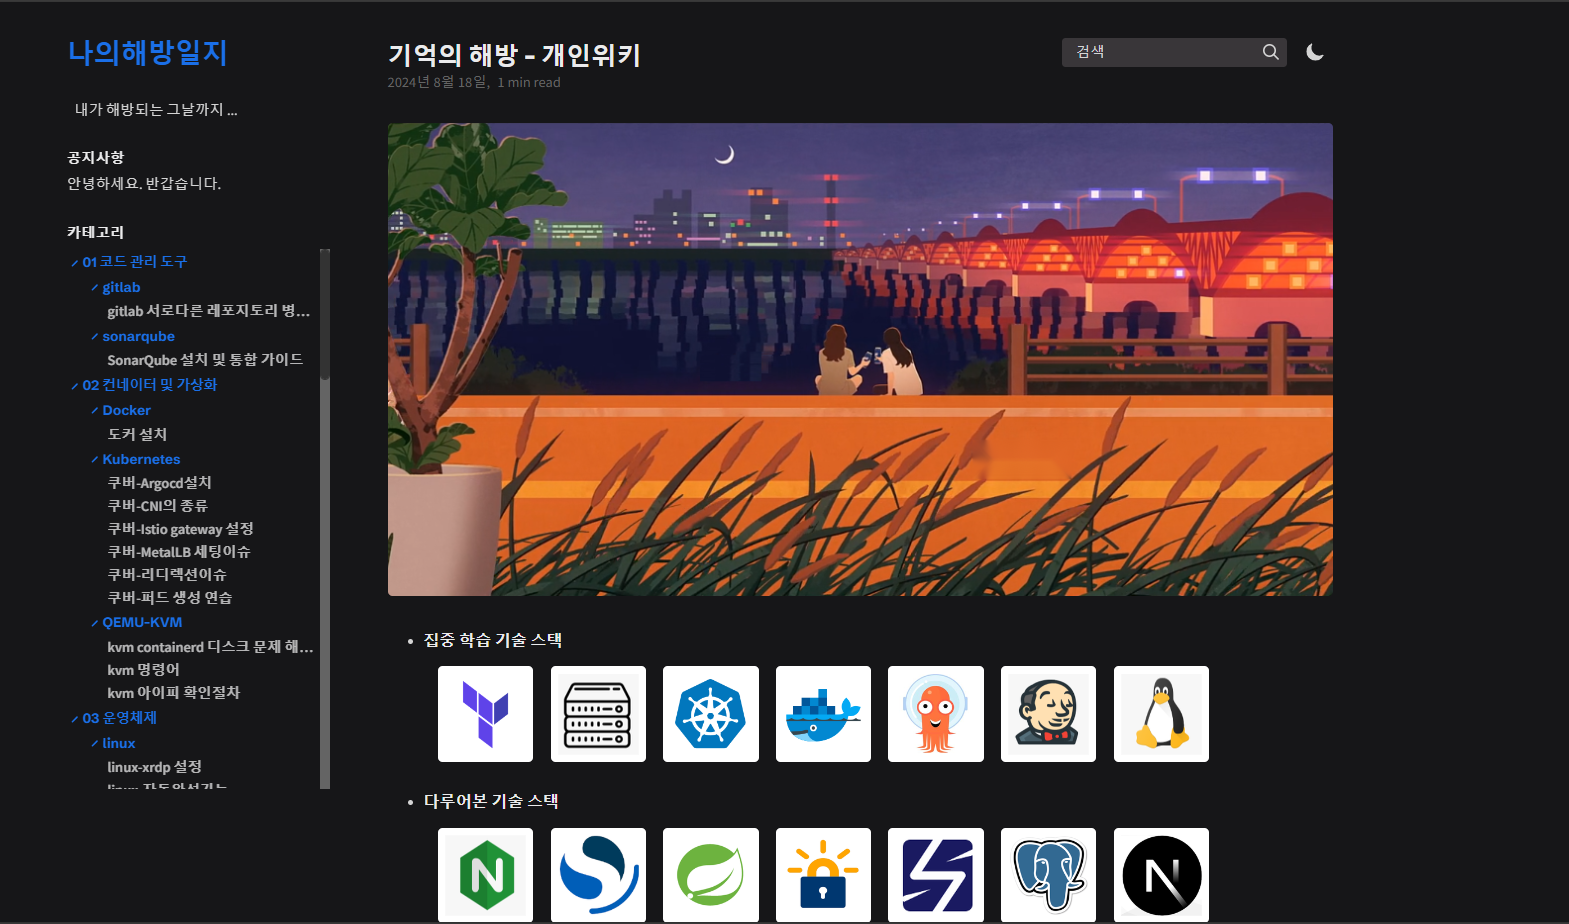 나의해방일지
내가 해방되는 그날까지 ...
공지사항
안녕하세요. 반갑습니다.
카테고리
01 코드 관리 도구
gitlab
gitlab 서로다른 레포지토리 병...
sonarqube
SonarQube 설치 및 통합 가이드
02 컨네이터 및 가상화
Docker
도커 설치
Kubernetes
쿠버-Argocd설치
쿠버-CNI의 종류
쿠버-Istio gateway 설정
쿠버-MetalLB 세팅이슈
쿠버-리디렉션이슈
쿠버-퍼드 생성 연습
QEMU-KVM
kvm containerd 디스크 문제 해...
kvm 명령어
kvm 아이피 확인절차
03 운영체제
linux
linux-xrdp 설정
linux 자동완성기능
기억의 해방 - 개인위키
2024년 8월 18일, 1 min read
검색
집중 학습 기술 스택
다루어본 기술 스택